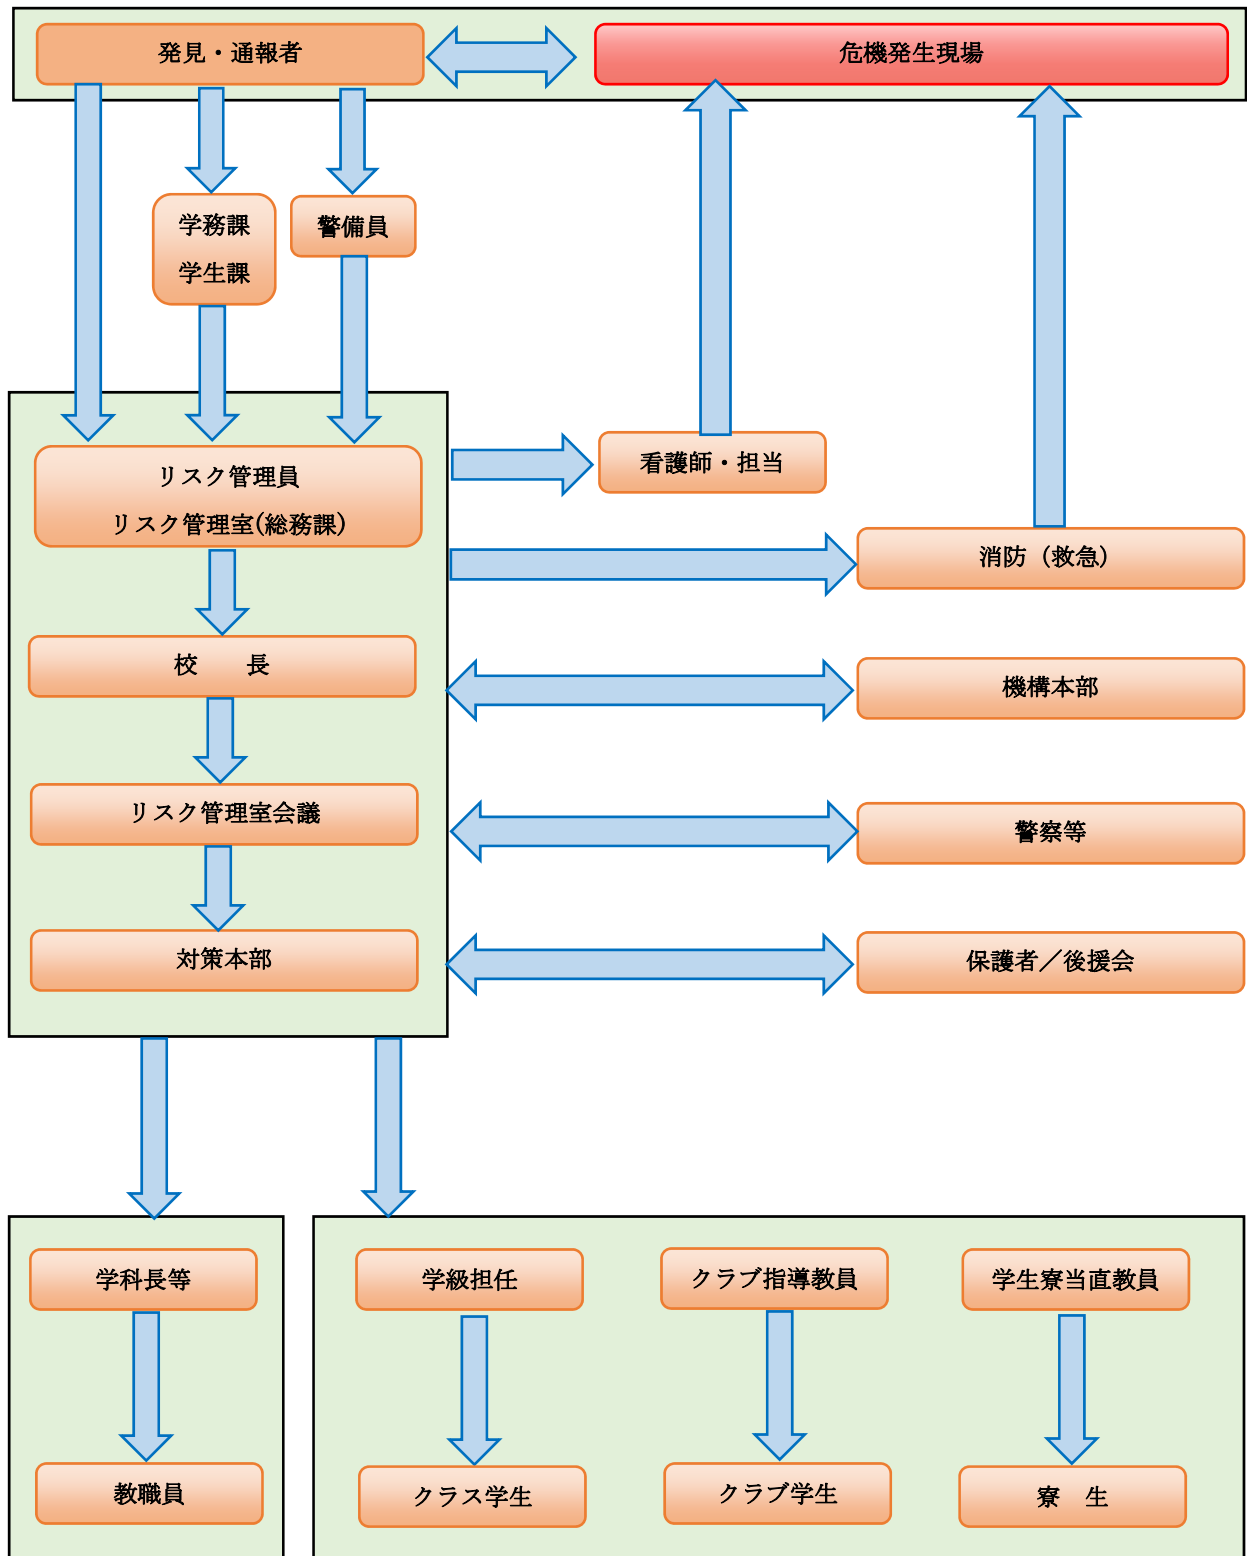 発見・通報者
危機発生現場
学務課
学生課
警備員
リスク管理員
リスク管理室(総務課)
看護師・担当
消防（救急）
校　　長
機構本部
リスク管理室会議
警察等
対策本部
保護者／後援会
学科長等
学級担任
クラブ指導教員
学生寮当直教員
教職員
クラス学生
クラブ学生
寮　生